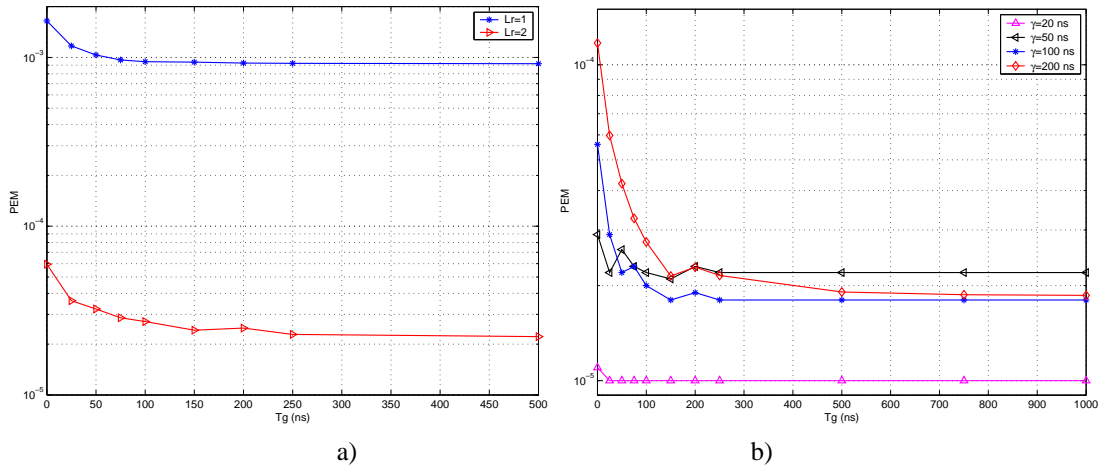 Lr=1
Lr=2
10^-3
10^-4
10^-5
PEM
0 50 100 150 200 250 300 350 400 450 500
Tg (ns)
a)
γ=20 ns
γ=50 ns
γ=100 ns
γ=200 ns
10^-4
10^-5
PEM
0 100 200 300 400 500 600 700 800 900 1000
Tg (ns)
b)